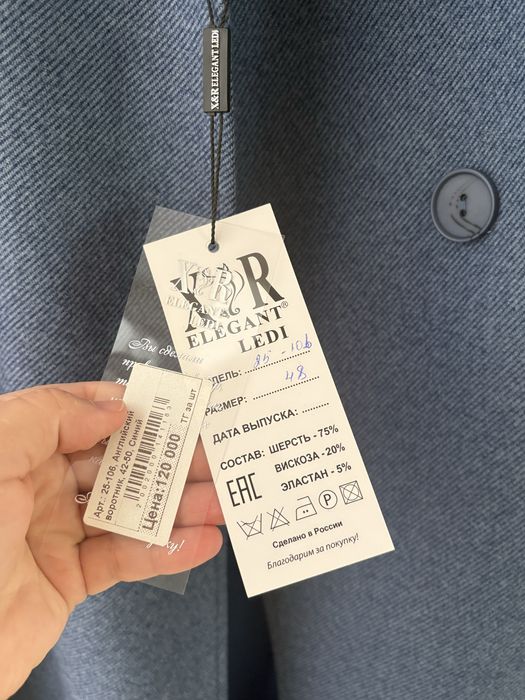 X&R ELEGANT LEDI
X&R
ELEGANT®
LEDI
МОДЕЛЬ: 25-106
РАЗМЕР: 48
ДАТА ВЫПУСКА: ..........
СОСТАВ: ШЕРСТЬ - 75%
ВИСКОЗА - 20%
ЭЛАСТАН - 5%
EAC
Сделано в России
Благодарим за покупку!
Вы сделали
Арт.: 25-106, Английский
воротник, 42-50, Синий
Цена:120 000
ТГ за шт